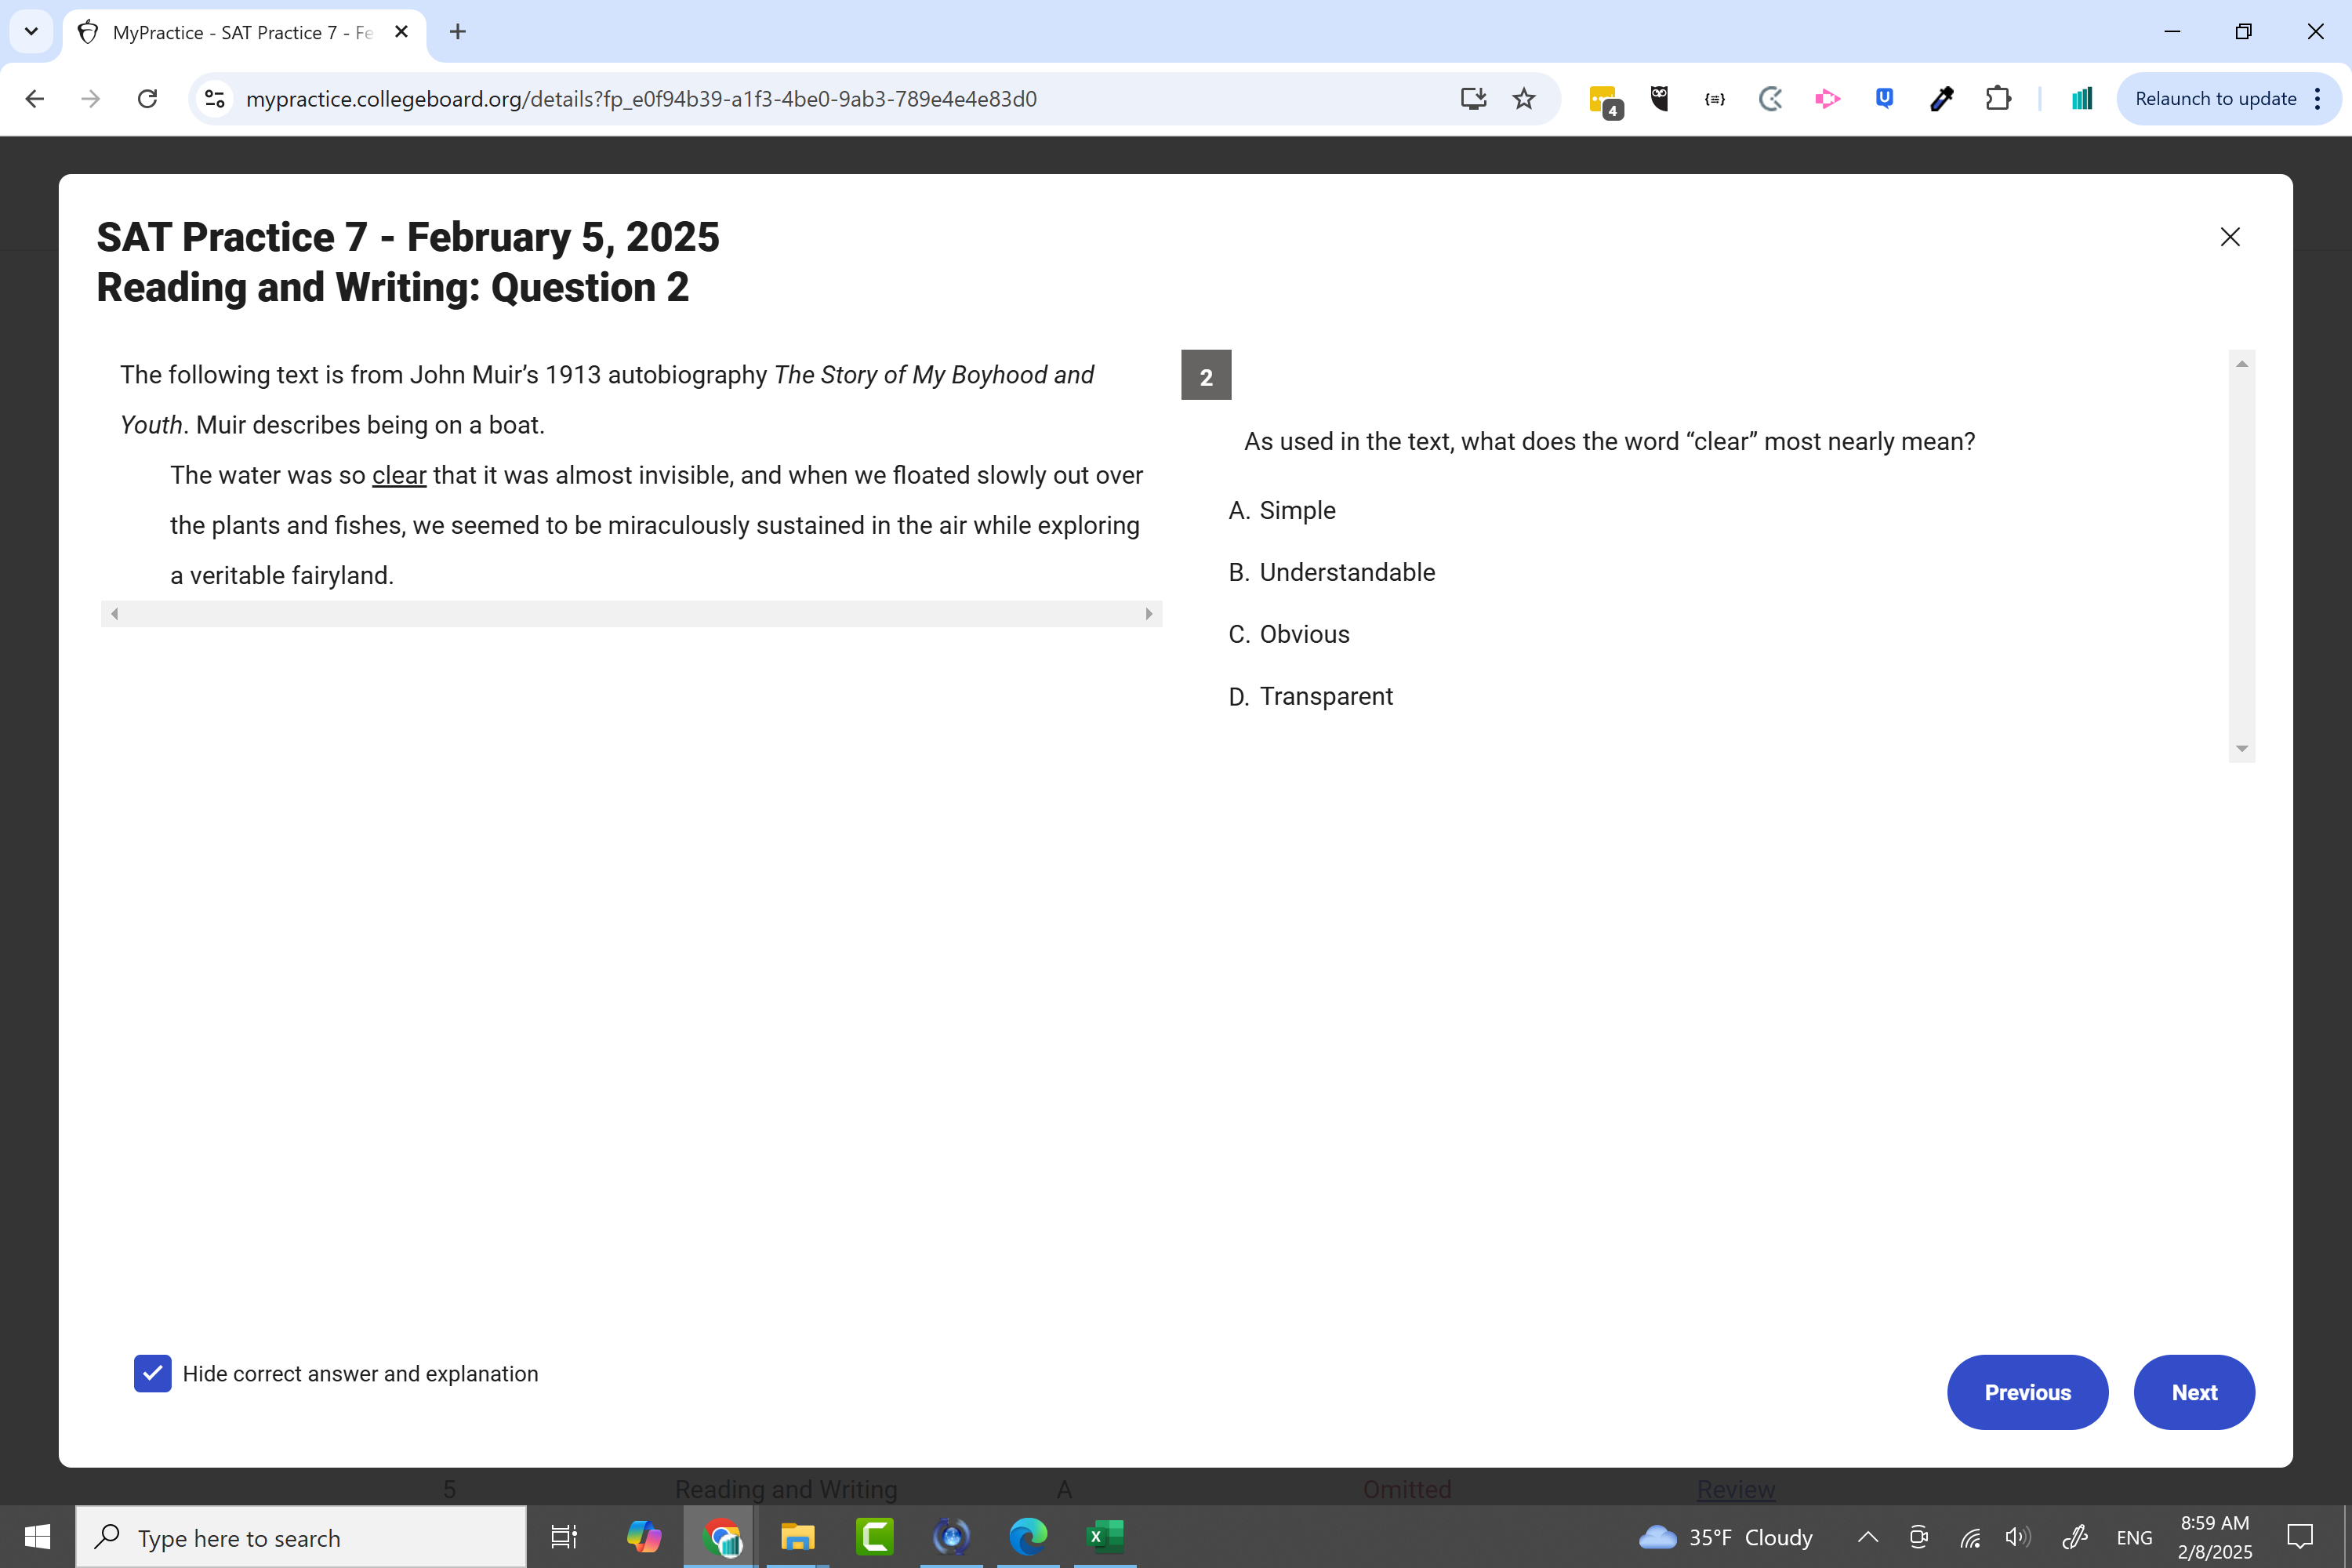 MyPractice - SAT Practice 7 - Fe
mypractice.collegeboard.org/details?fp_e0f94b39-a1f3-4be0-9ab3-789e4e4e83d0
4
Relaunch to update
SAT Practice 7 - February 5, 2025
Reading and Writing: Question 2
The following text is from John Muir’s 1913 autobiography The Story of My Boyhood and
Youth. Muir describes being on a boat.
The water was so clear that it was almost invisible, and when we floated slowly out over
the plants and fishes, we seemed to be miraculously sustained in the air while exploring
a veritable fairyland.
2
As used in the text, what does the word “clear” most nearly mean?
A. Simple
B. Understandable
C. Obvious
D. Transparent
Hide correct answer and explanation
Previous
Next
5 Reading and Writing A Omitted Review
Type here to search
35°F Cloudy
ENG
8:59 AM
2/8/2025